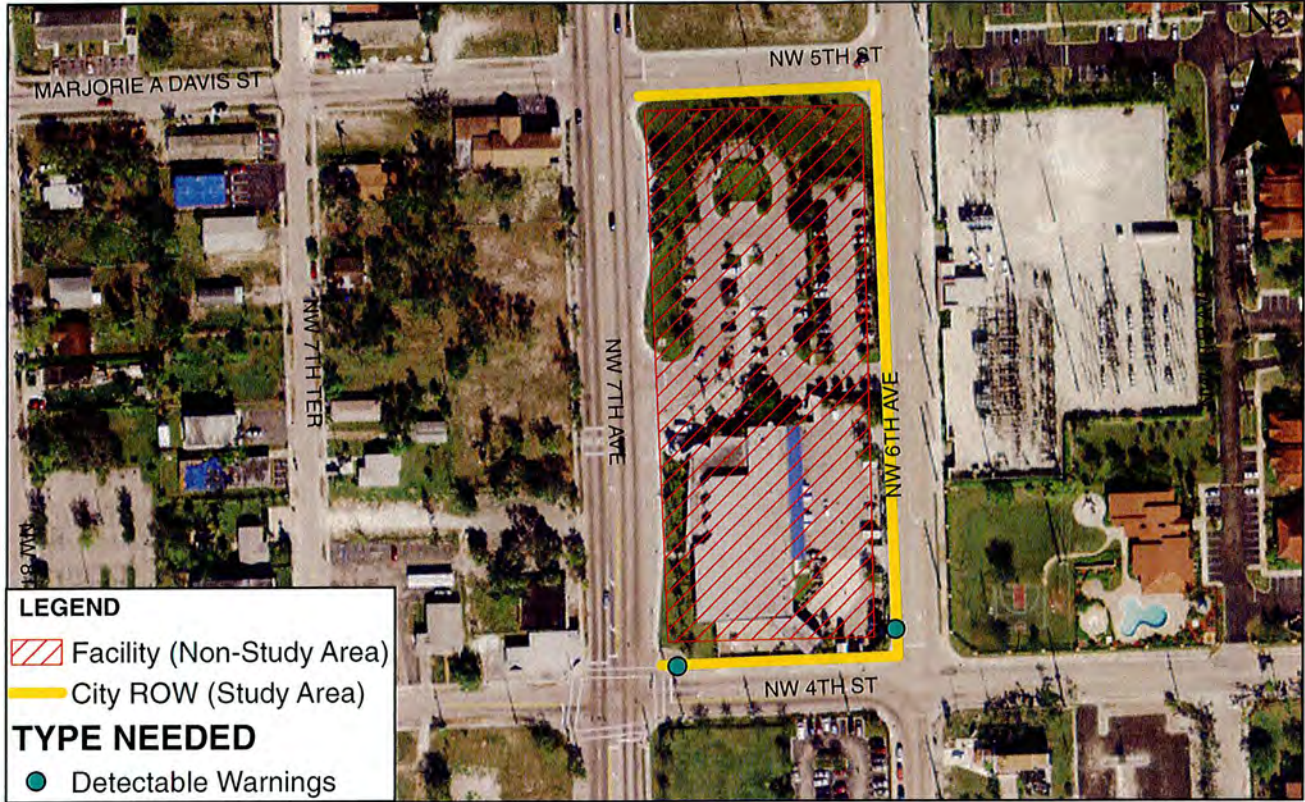 NW 5TH ST
MARJORIE A DAVIS ST
NW 7TH TER
NW 7TH AVE
NW 6TH AVE
NW 4TH ST
LEGEND
Facility (Non-Study Area)
City ROW (Study Area)
TYPE NEEDED
Detectable Warnings